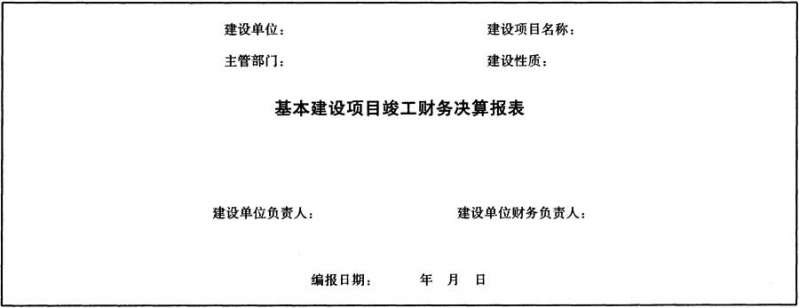 建设单位： 建设项目名称：
主管部门： 建设性质：
基本建设项目竣工财务决算报表
建设单位负责人： 建设单位财务负责人：
编报日期： 年 月 日